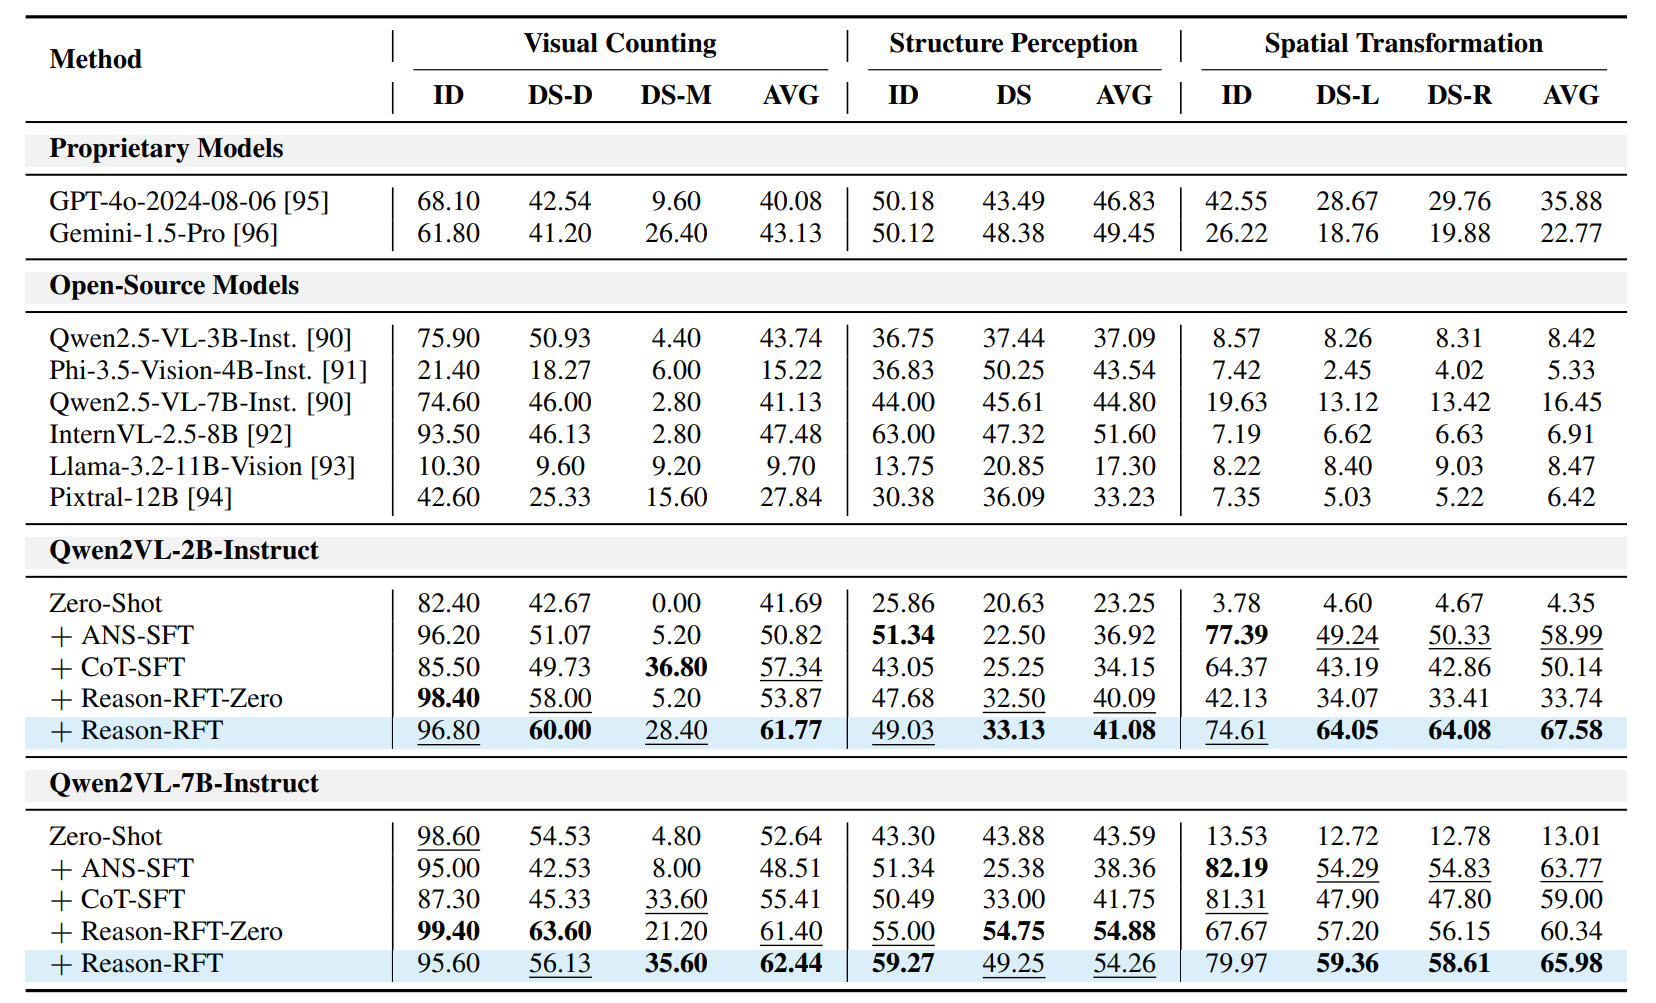 Method Visual Counting Structure Perception Spatial Transformation
ID DS-D DS-M AVG ID DS AVG ID DS-L DS-R AVG
Proprietary Models
GPT-4o-2024-08-06 [95] 68.10 42.54 9.60 40.08 50.18 43.49 46.83 42.55 28.67 29.76 35.88
Gemini-1.5-Pro [96] 61.80 41.20 26.40 43.13 50.12 48.38 49.45 26.22 18.76 19.88 22.77
Open-Source Models
Qwen2.5-VL-3B-Inst. [90] 75.90 50.93 4.40 43.74 36.75 37.44 37.09 8.57 8.26 8.31 8.42
Phi-3.5-Vision-4B-Inst. [91] 21.40 18.27 6.00 15.22 36.83 50.25 43.54 7.42 2.45 4.02 5.33
Qwen2.5-VL-7B-Inst. [90] 74.60 46.00 2.80 41.13 44.00 45.61 44.80 19.63 13.12 13.42 16.45
InternVL-2.5-8B [92] 93.50 46.13 2.80 47.48 63.00 47.32 51.60 7.19 6.62 6.63 6.91
Llama-3.2-11B-Vision [93] 10.30 9.60 9.20 9.70 13.75 20.85 17.30 8.22 8.40 9.03 8.47
Pixtral-12B [94] 42.60 25.33 15.60 27.84 30.38 36.09 33.23 7.35 5.03 5.22 6.42
Qwen2VL-2B-Instruct
Zero-Shot 82.40 42.67 0.00 41.69 25.86 20.63 23.25 3.78 4.60 4.67 4.35
+ ANS-SFT 96.20 51.07 5.20 50.82 51.34 22.50 36.92 77.39 49.24 50.33 58.99
+ CoT-SFT 85.50 49.73 36.80 57.34 43.05 25.25 34.15 64.37 43.19 42.86 50.14
+ Reason-RFT-Zero 98.40 58.00 5.20 53.87 47.68 32.50 40.09 42.13 34.07 33.41 33.74
+ Reason-RFT 96.80 60.00 28.40 61.77 49.03 33.13 41.08 74.61 64.05 64.08 67.58
Qwen2VL-7B-Instruct
Zero-Shot 98.60 54.53 4.80 52.64 43.30 43.88 43.59 13.53 12.72 12.78 13.01
+ ANS-SFT 95.00 42.53 8.00 48.51 51.34 25.38 38.36 82.19 54.29 54.83 63.77
+ CoT-SFT 87.30 45.33 33.60 55.41 50.49 33.00 41.75 81.31 47.90 47.80 59.00
+ Reason-RFT-Zero 99.40 63.60 21.20 61.40 55.00 54.75 54.88 67.67 57.20 56.15 60.34
+ Reason-RFT 95.60 56.13 35.60 62.44 59.27 49.25 54.26 79.97 59.36 58.61 65.98